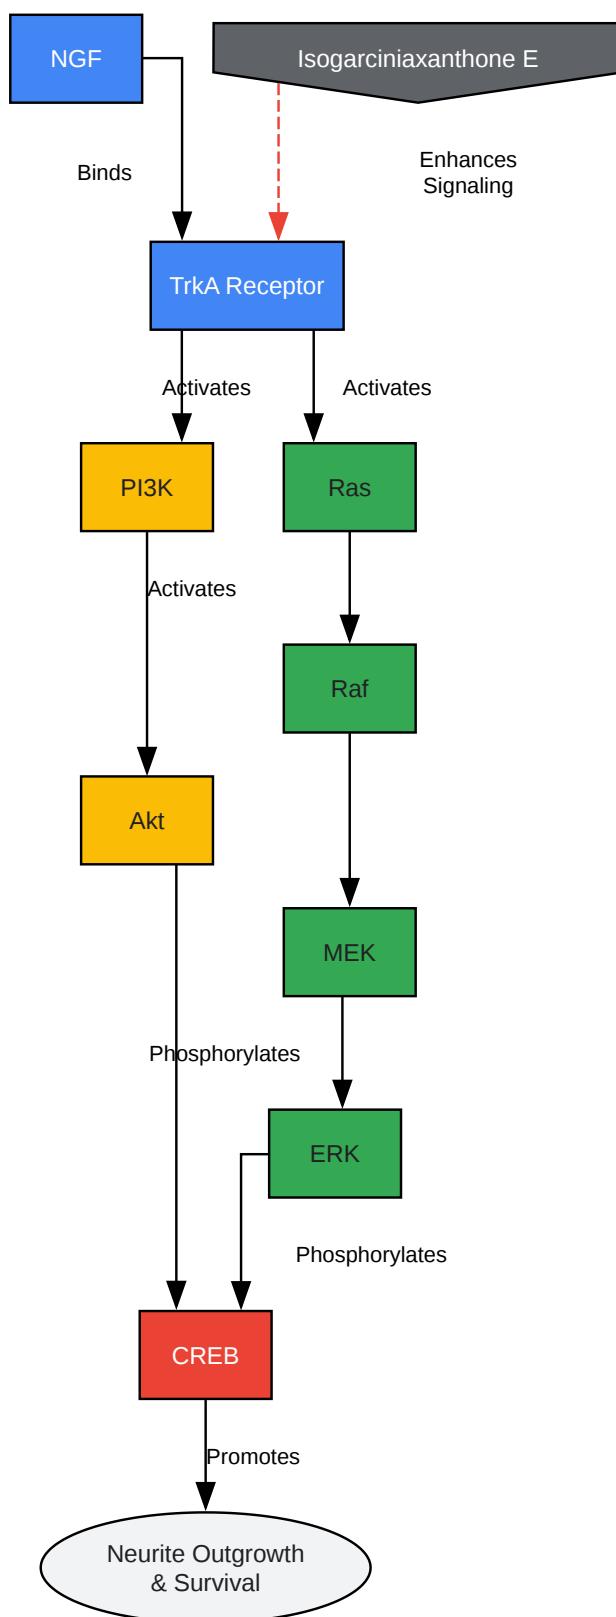 NGF
Isogarciniaxanthone E
Binds
Enhances
Signaling
TrkA Receptor
Activates
Activates
PI3K
Ras
Activates
Raf
Akt
MEK
Phosphorylates
ERK
Phosphorylates
CREB
Promotes
Neurite Outgrowth
& Survival